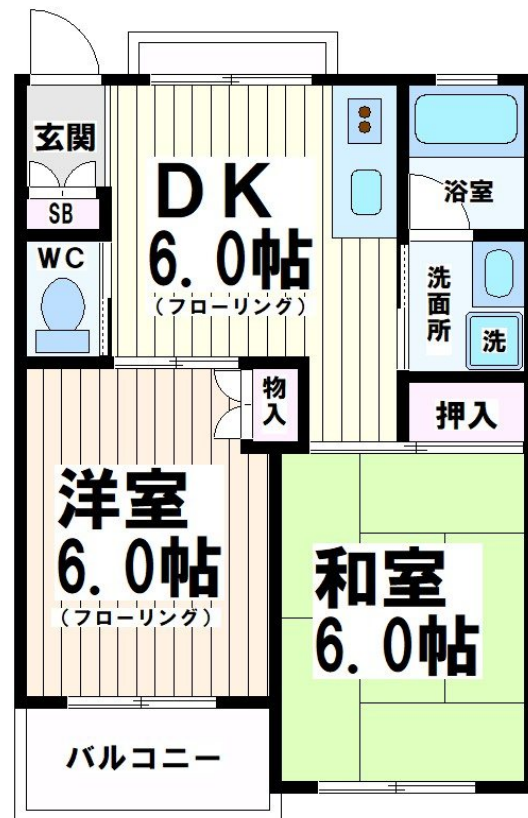 玄関
SB
WC
DK
6.0帖
(フローリング)
浴室
洗面所
洗
物入
押入
洋室
6.0帖
(フローリング)
和室
6.0帖
バルコニー